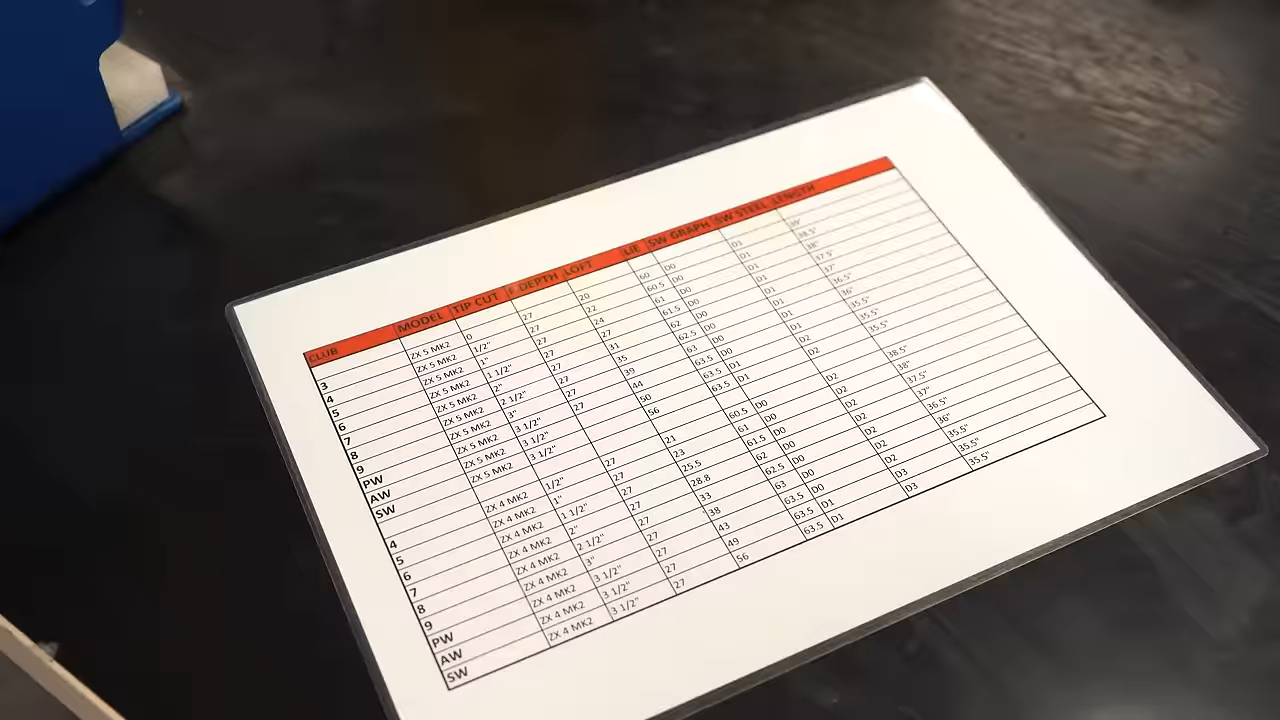 CLUB MODEL TIP CUT F DEPTH LOFT LIE SW GRAPH SW STEEL LENGTH
3 ZX 5 MK2 0 27 20 60 D0 D1 39"
4 ZX 5 MK2 1/2" 27 22 60.5 D0 D1 38.5"
5 ZX 5 MK2 1" 27 24 61 D0 D1 38"
6 ZX 5 MK2 1 1/2" 27 27 61.5 D0 D1 37.5"
7 ZX 5 MK2 2" 27 31 62 D0 D1 37"
8 ZX 5 MK2 2 1/2" 27 35 62.5 D0 D1 36.5"
9 ZX 5 MK2 3" 27 39 63 D0 D1 36"
PW ZX 5 MK2 3 1/2" 27 44 63.5 D0 D1 35.5"
AW ZX 5 MK2 3 1/2" 27 50 63.5 D1 D2 35.5"
SW ZX 5 MK2 3 1/2" 27 56 63.5 D1 D2 35.5"
4 ZX 4 MK2 1/2" 27 21 60.5 D0 D2 38.5"
5 ZX 4 MK2 1" 27 23 61 D0 D2 38"
6 ZX 4 MK2 1 1/2" 27 25.5 61.5 D0 D2 37.5"
7 ZX 4 MK2 2" 27 28.8 62 D0 D2 37"
8 ZX 4 MK2 2 1/2" 27 33 62.5 D0 D2 36.5"
9 ZX 4 MK2 3" 27 38 63 D0 D2 36"
PW ZX 4 MK2 3 1/2" 27 43 63.5 D0 D2 35.5"
AW ZX 4 MK2 3 1/2" 27 49 63.5 D1 D3 35.5"
SW ZX 4 MK2 3 1/2" 27 56 63.5 D1 D3 35.5"